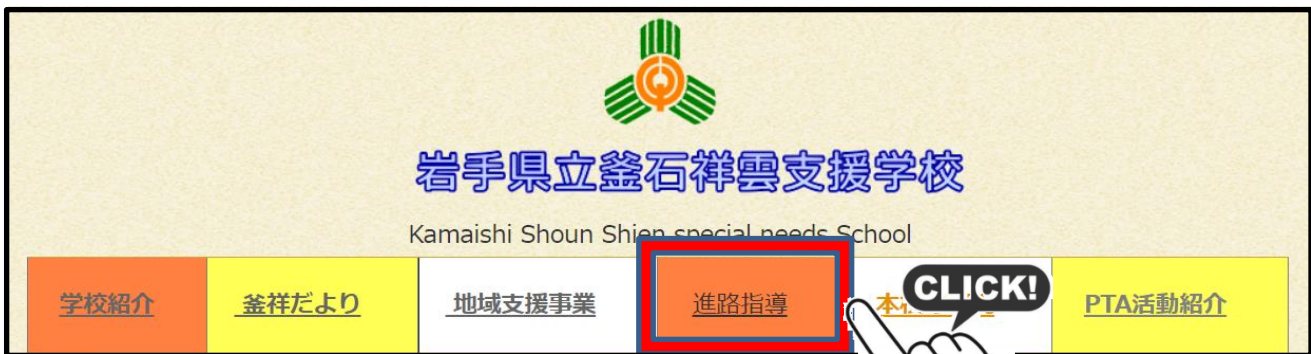 岩手県立釜石祥雲支援学校
Kamaishi Shoun Shien special needs School
学校紹介 釜祥だより 地域支援事業 進路指導 本校 CLICK! PTA活動紹介